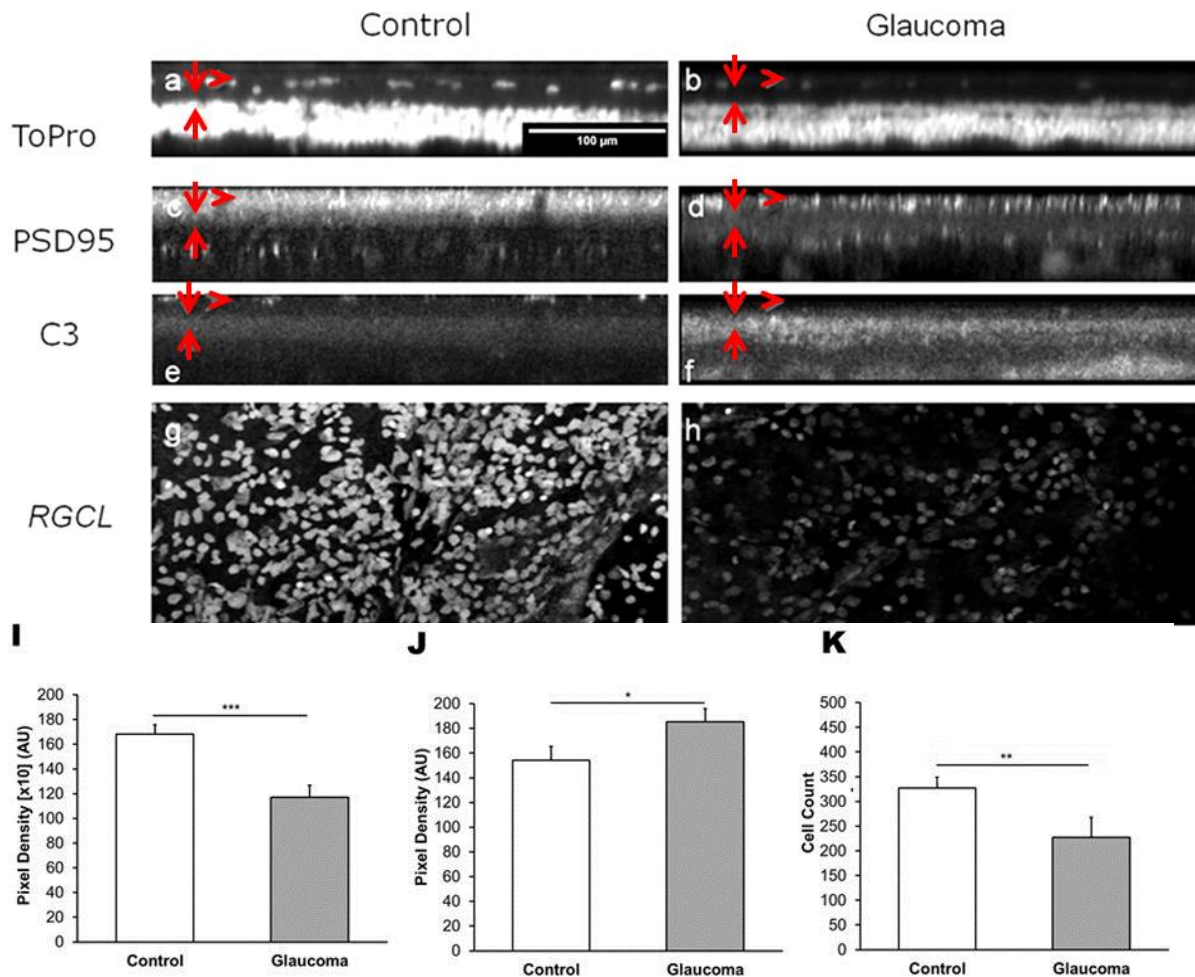 Control Glaucoma
a b
ToPro
100 µm
c d
PSD95
C3
e f
g h
RGCL
I J K
Pixel Density [x10] (AU)
200
180
160
140
120
100
80
60
40
20
0
***
Control Glaucoma
Pixel Density (AU)
200
180
160
140
120
100
80
60
40
20
0
*
Control Glaucoma
Cell Count
500
450
400
350
300
250
200
150
100
50
0
**
Control Glaucoma